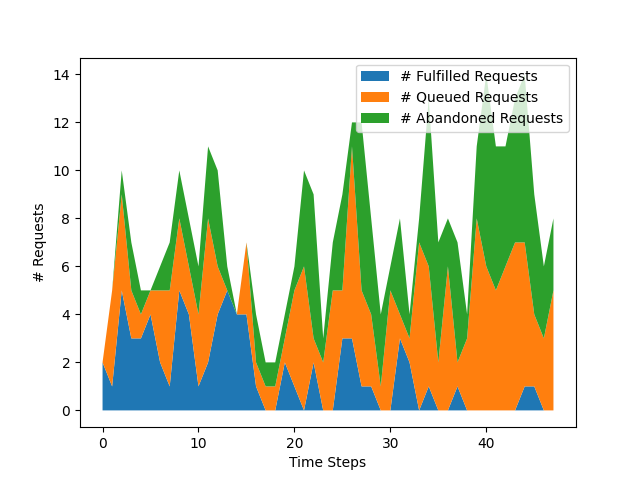 # Fulfilled Requests
# Queued Requests
# Abandoned Requests
14
12
10
8
6
4
2
0
# Requests
0 10 20 30 40
Time Steps